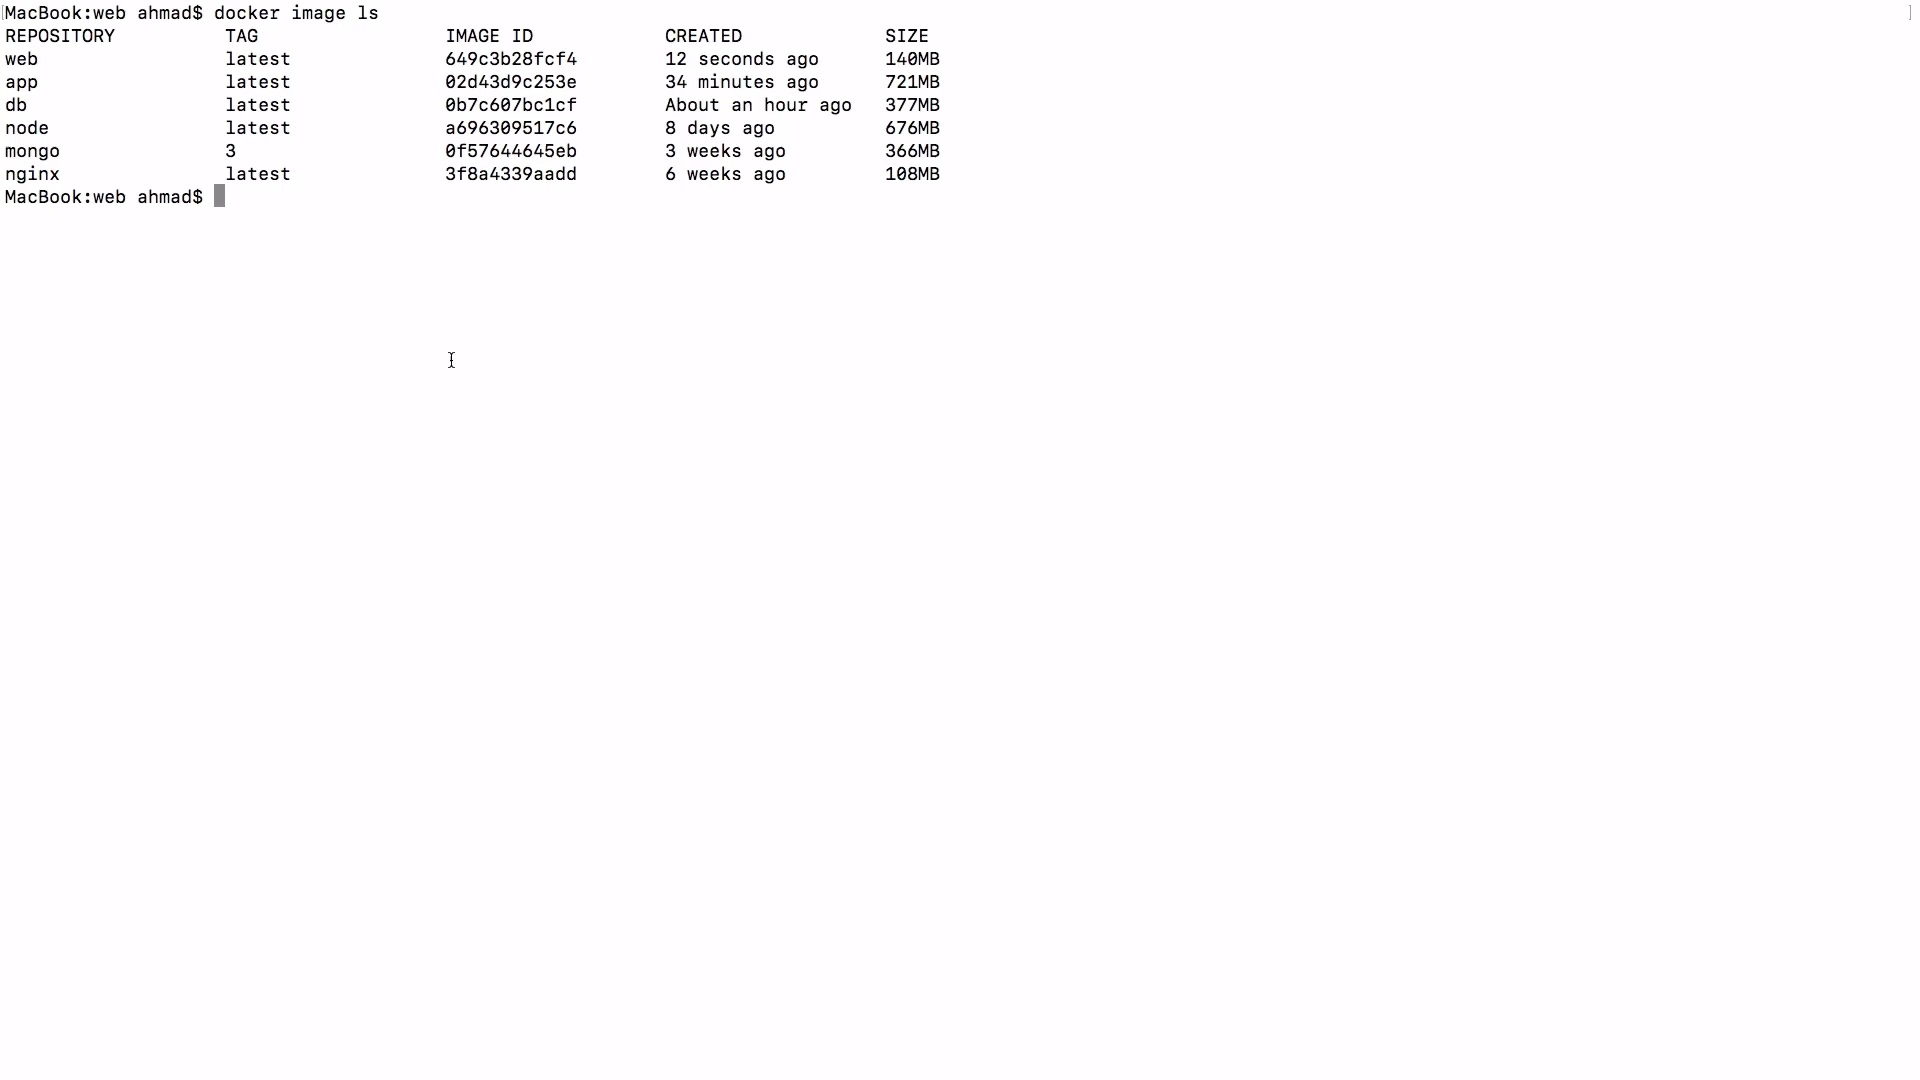 MacBook:web ahmad$ docker image ls
REPOSITORY TAG IMAGE ID CREATED SIZE
web latest 649c3b28fcf4 12 seconds ago 140MB
app latest 02d43d9c253e 34 minutes ago 721MB
db latest 0b7c607bc1cf About an hour ago 377MB
node latest a696309517c6 8 days ago 676MB
mongo 3 0f57644645eb 3 weeks ago 366MB
nginx latest 3f8a4339aadd 6 weeks ago 108MB
MacBook:web ahmad$